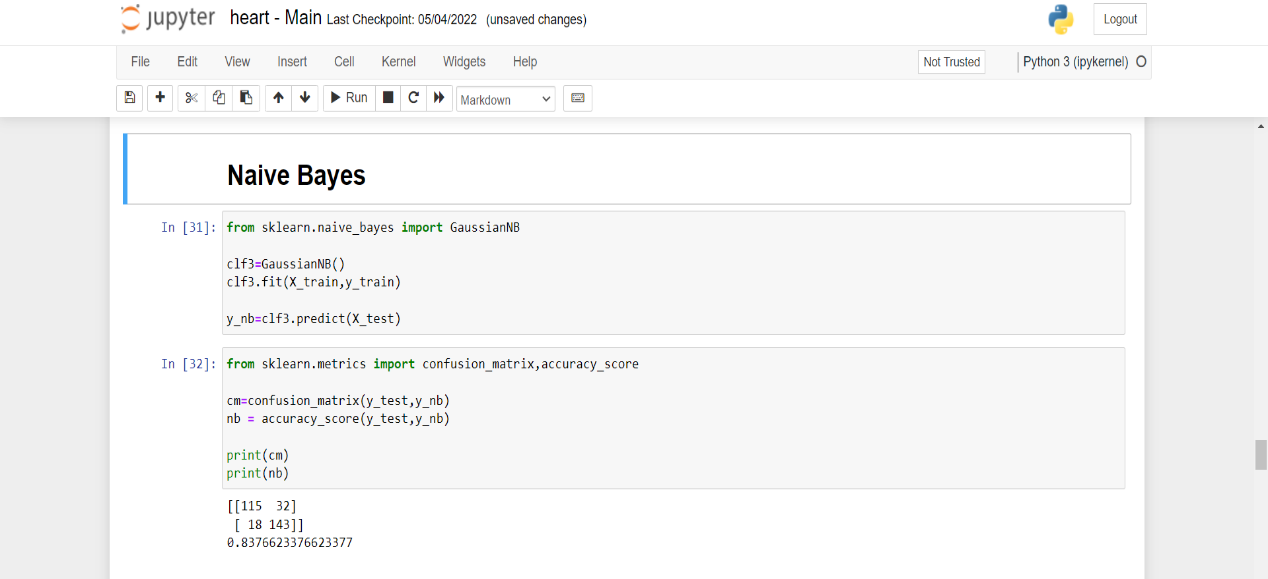 jupyter heart - Main Last Checkpoint: 05/04/2022 (unsaved changes) Logout
File Edit View Insert Cell Kernel Widgets Help Not Trusted Python 3 (ipykernel)
Run Markdown
Naive Bayes
In [31]: from sklearn.naive_bayes import GaussianNB
clf3=GaussianNB()
clf3.fit(X_train,y_train)
y_nb=clf3.predict(X_test)
In [32]: from sklearn.metrics import confusion_matrix,accuracy_score
cm=confusion_matrix(y_test,y_nb)
nb = accuracy_score(y_test,y_nb)
print(cm)
print(nb)
[[115  32]
 [ 18 143]]
0.8376623376623377